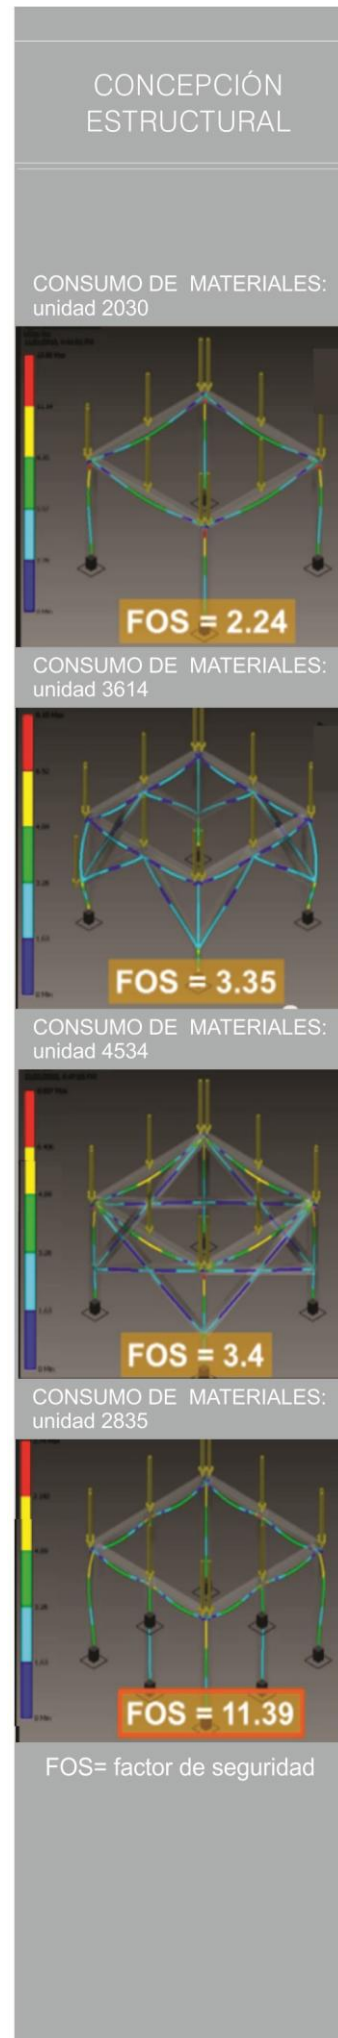 CONCEPCIÓN
ESTRUCTURAL
CONSUMO DE MATERIALES:
unidad 2030
FOS = 2.24
CONSUMO DE MATERIALES:
unidad 3614
FOS = 3.35
CONSUMO DE MATERIALES:
unidad 4534
FOS = 3.4
CONSUMO DE MATERIALES:
unidad 2835
FOS = 11.39
FOS= factor de seguridad